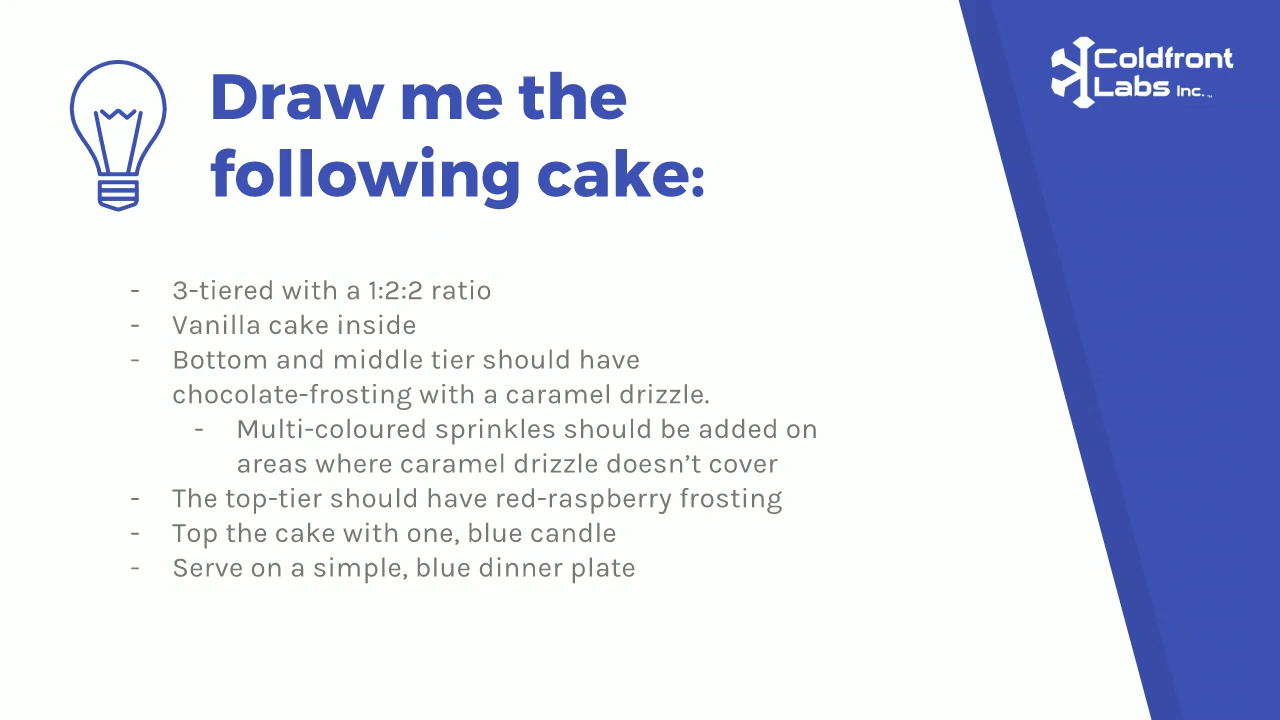 Draw me the
following cake:
Coldfront
Labs Inc.™
- 3-tiered with a 1:2:2 ratio
- Vanilla cake inside
- Bottom and middle tier should have
chocolate-frosting with a caramel drizzle.
- Multi-coloured sprinkles should be added on
areas where caramel drizzle doesn't cover
- The top-tier should have red-raspberry frosting
- Top the cake with one, blue candle
- Serve on a simple, blue dinner plate